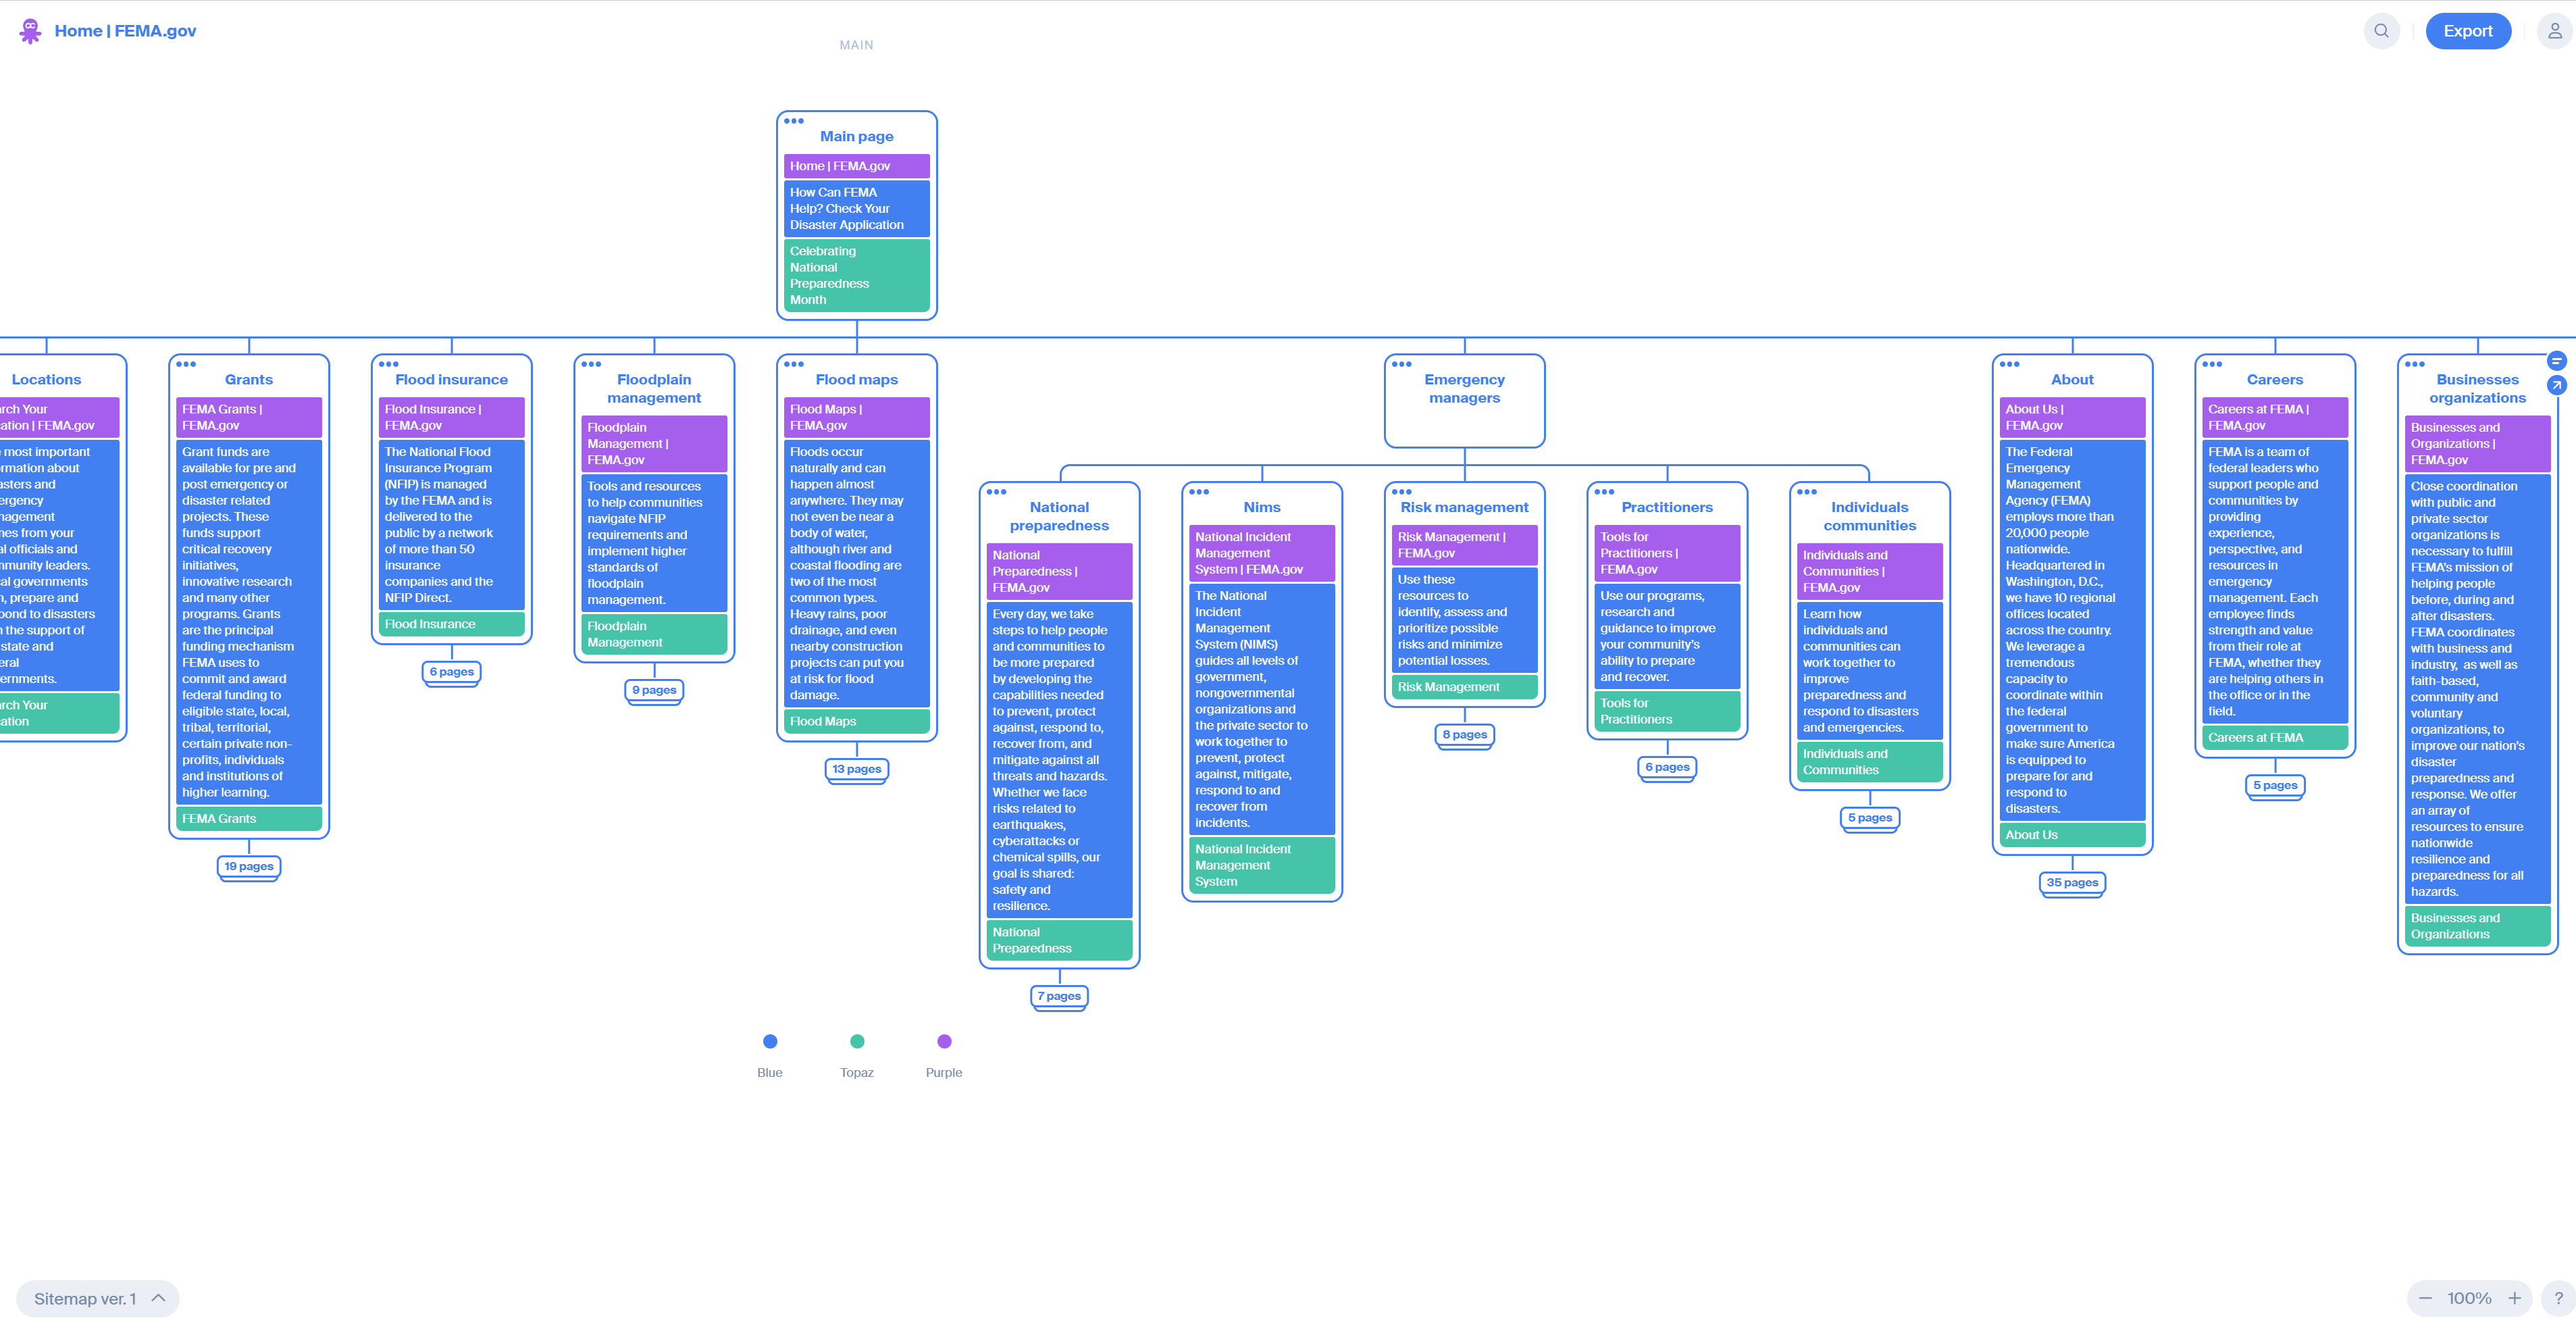 Home | FEMA.gov
MAIN
Export
Main page
Home | FEMA.gov
How Can FEMA
Help? Check Your
Disaster Application
Celebrating
National
Preparedness
Month
Locations
Your
| FEMA.gov
most important
about
and
from your
officials and
leaders.
governments
prepare and
to disasters
the support of
state and
Your
Grants
FEMA Grants |
FEMA.gov
Grant funds are
available for pre and
post emergency or
disaster related
projects. These
funds support
critical recovery
initiatives,
innovative research
and many other
programs. Grants
are the principal
funding mechanism
FEMA uses to
commit and award
federal funding to
eligible state, local,
tribal, territorial,
certain private non-
profits, individuals
and institutions of
higher learning.
FEMA Grants
19 pages
Flood insurance
Flood Insurance |
FEMA.gov
The National Flood
Insurance Program
(NFIP) is managed
by the FEMA and is
delivered to the
public by a network
of more than 50
insurance
companies and the
NFIP Direct.
Flood Insurance
6 pages
Floodplain
management
Floodplain
Management |
FEMA.gov
Tools and resources
to help communities
navigate NFIP
requirements and
implement higher
standards of
floodplain
management.
Floodplain
Management
9 pages
Flood maps
Flood Maps |
FEMA.gov
Floods occur
naturally and can
happen almost
anywhere. They may
not even be near a
body of water,
although river and
coastal flooding are
two of the most
common types.
Heavy rains, poor
drainage, and even
nearby construction
projects can put you
at risk for flood
damage.
Flood Maps
13 pages
Emergency
managers
National
preparedness
National
Preparedness |
FEMA.gov
Every day, we take
steps to help people
and communities to
be more prepared
by developing the
capabilities needed
to prevent, protect
against, respond to,
recover from, and
mitigate against all
threats and hazards.
Whether we face
risks related to
earthquakes,
cyberattacks or
chemical spills, our
goal is shared:
safety and
resilience.
National
Preparedness
7 pages
Nims
National Incident
Management
System | FEMA.gov
The National
Incident
Management
System (NIMS)
guides all levels of
government,
nongovernmental
organizations and
the private sector to
work together to
prevent, protect
against, mitigate,
respond to and
recover from
incidents.
National Incident
Management
System
Risk management
Risk Management |
FEMA.gov
Use these
resources to
identify, assess and
prioritize possible
risks and minimize
potential losses.
Risk Management
8 pages
Practitioners
Tools for
Practitioners |
FEMA.gov
Use our programs,
research and
guidance to improve
your community's
ability to prepare
and recover.
Tools for
Practitioners
6 pages
Individuals
communities
Individuals and
Communities |
FEMA.gov
Learn how
individuals and
communities can
work together to
improve
preparedness and
respond to disasters
and emergencies.
Individuals and
Communities
5 pages
About
About Us |
FEMA.gov
The Federal
Emergency
Management
Agency (FEMA)
employs more than
20,000 people
nationwide.
Headquartered in
Washington, D.C.,
we have 10 regional
offices located
across the country.
We leverage a
tremendous
capacity to
coordinate within
the federal
government to
make sure America
is equipped to
prepare for and
respond to
disasters.
About Us
35 pages
Careers
Careers at FEMA |
FEMA.gov
FEMA is a team of
federal leaders who
support people and
communities by
providing
experience,
perspective, and
resources in
emergency
management. Each
employee finds
strength and value
from their role at
FEMA, whether they
are helping others in
the office or in the
field.
Careers at FEMA
5 pages
Businesses
organizations
Businesses and
Organizations |
FEMA.gov
Close coordination
with public and
private sector
organizations is
necessary to fulfill
FEMA's mission of
helping people
before, during and
after disasters.
FEMA coordinates
with business and
industry, as well as
faith-based,
community and
voluntary
organizations, to
improve our nation's
disaster
preparedness and
response. We offer
an array of
resources to ensure
nationwide
resilience and
preparedness for all
hazards.
Businesses and
Organizations
Blue
Topaz
Purple
Sitemap ver. 1
100%
?